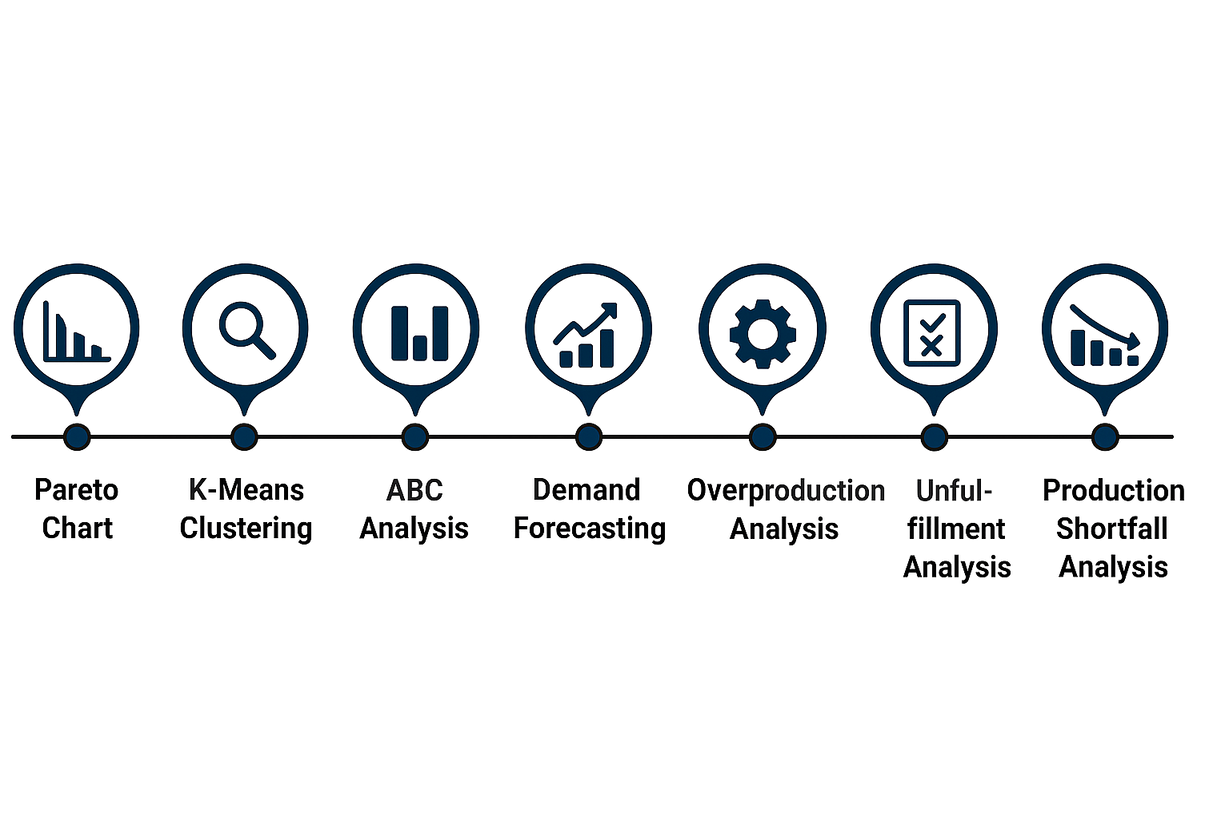 Pareto
Chart
K-Means
Clustering
ABC
Analysis
Demand
Forecasting
Overproduction
Analysis
Unful-
fillment
Analysis
Production
Shortfall
Analysis